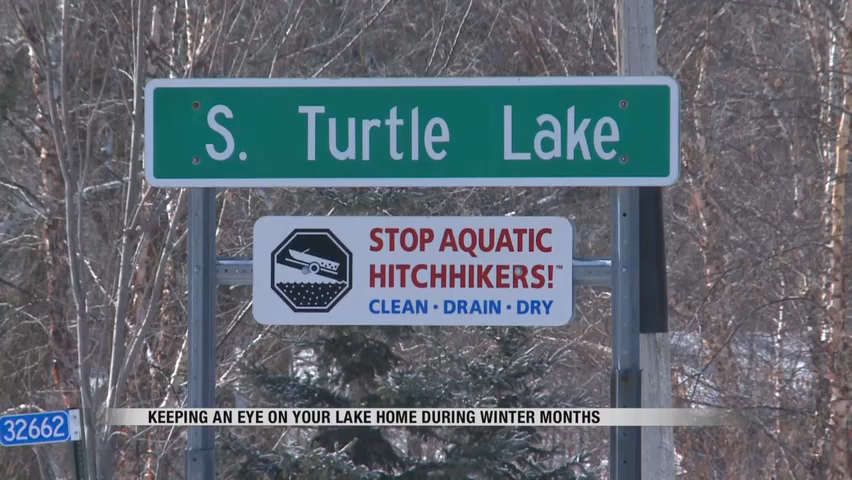 S. Turtle Lake
STOP AQUATIC
HITCHHIKERS!™
CLEAN • DRAIN • DRY
KEEPING AN EYE ON YOUR LAKE HOME DURING WINTER MONTHS
32662